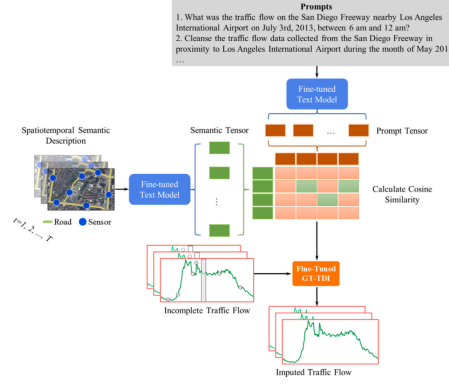 Prompts
1. What was the traffic flow on the San Diego Freeway nearby Los Angeles
International Airport on July 3rd, 2013, between 6 am and 12 am?
2. Cleanse the traffic flow data collected from the San Diego Freeway in
proximity to Los Angeles International Airport during the month of May 201
…
Fine-tuned
Text Model
Spatiotemporal Semantic
Description
Semantic Tensor
...
Prompt Tensor
Fine-tuned
Text Model
Calculate Cosine
Similarity
Road
Sensor
t=1, 2, ..., T
Fine-Tuned
GT-TDI
Incomplete Traffic Flow
Imputed Traffic Flow